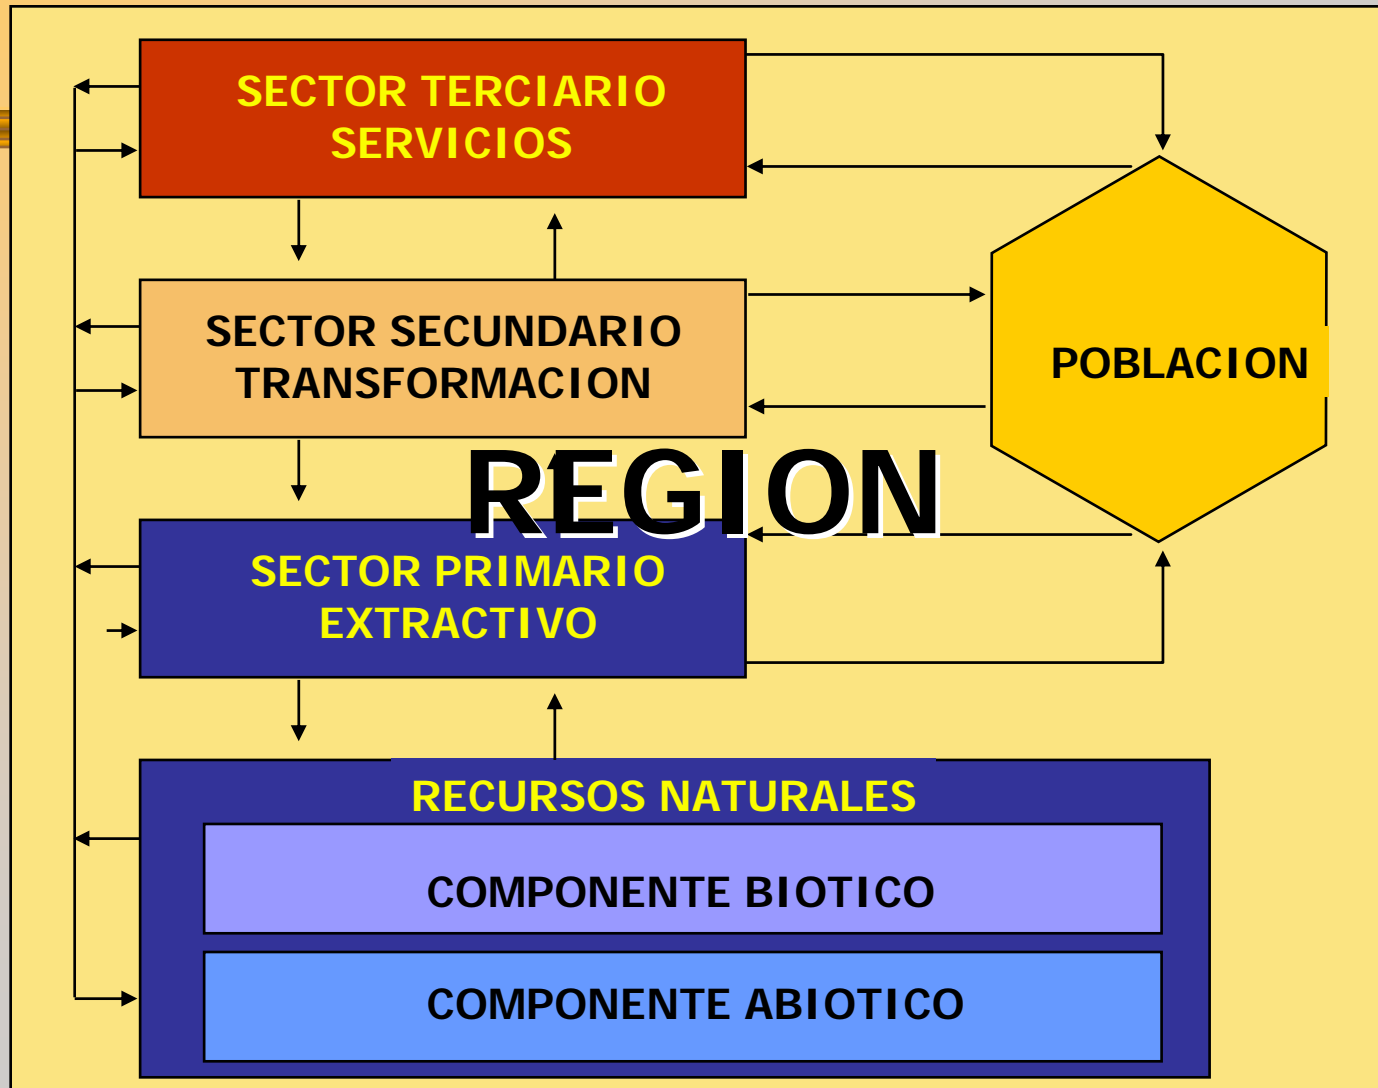 SECTOR TERCIARIO
SERVICIOS
SECTOR SECUNDARIO
TRANSFORMACION
POBLACION
REGION
SECTOR PRIMARIO
EXTRACTIVO
RECURSOS NATURALES
COMPONENTE BIOTICO
COMPONENTE ABIOTICO